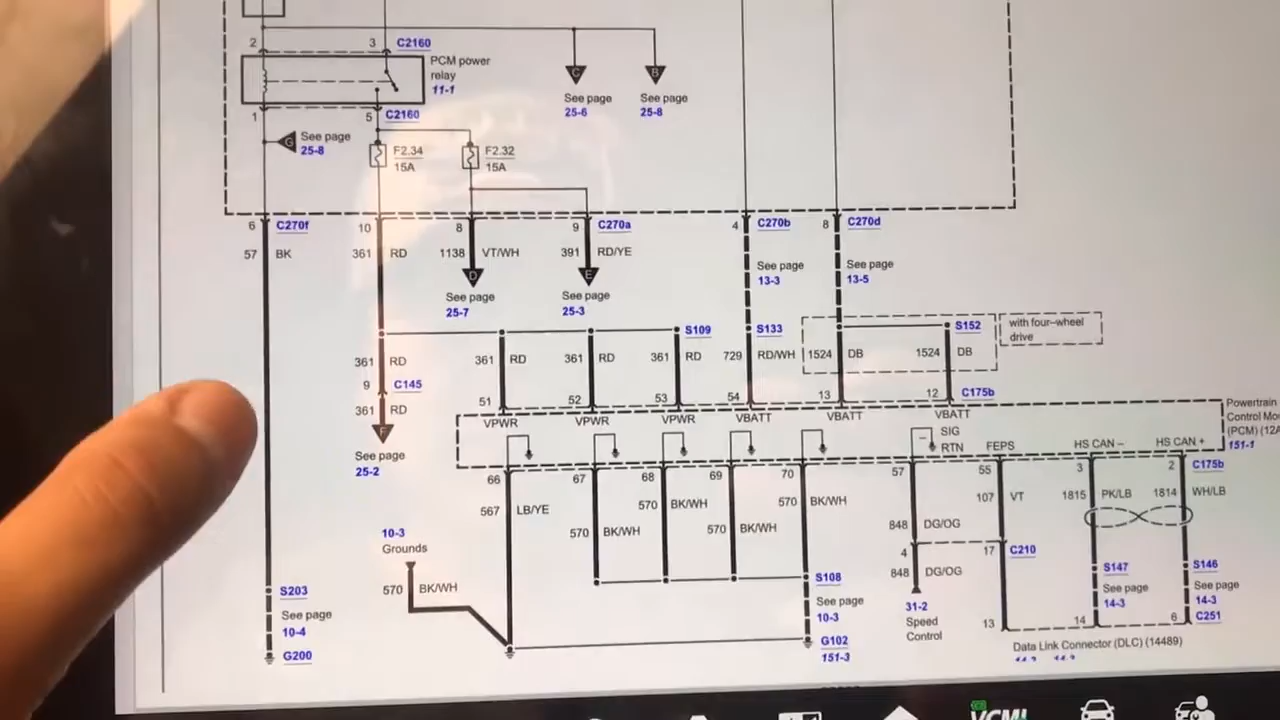 2
3
C2160
PCM power
relay
11-1
C
B
See page
25-6
See page
25-8
1
5
C2160
G
See page
25-8
F2.34
15A
F2.32
15A
6
C270f
10
8
9
C270a
4
C270b
8
C270d
57
BK
361
RD
1138
VT/WH
391
RD/YE
See page
13-3
See page
13-5
D
E
See page
25-7
See page
25-3
S109
S133
S152
with four–wheel
drive
361
RD
361
RD
361
RD
361
RD
729
RD/WH
1524
DB
1524
DB
9
C145
51
52
53
54
13
12
C175b
361
RD
VPWR
VPWR
VPWR
VBATT
VBATT
VBATT
Powertrain
Control Mo
(PCM) (12A
151-1
F
See page
25-2
SIG
RTN
FEPS
HS CAN –
HS CAN +
66
67
68
69
70
57
55
3
2
C175b
567
LB/YE
570
BK/WH
570
BK/WH
570
BK/WH
570
BK/WH
107
VT
1815
PK/LB
1814
WH/LB
848
DG/OG
10-3
Grounds
570
BK/WH
4
17
C210
848
DG/OG
S203
See page
10-4
G200
S108
See page
10-3
G102
151-3
31-2
Speed
Control
S147
See page
14-3
S146
See page
14-3
13
14
6
C251
Data Link Connector (DLC) (14489)
VCMI